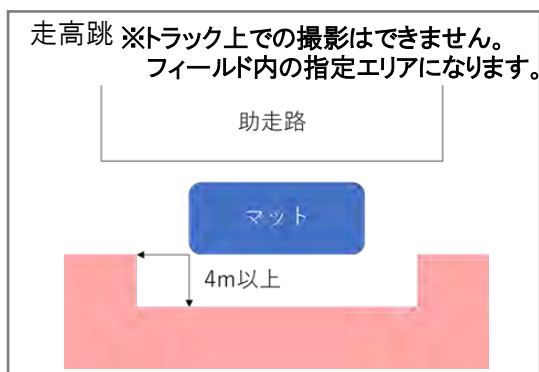 走高跳 ※トラック上での撮影はできません。
フィールド内の指定エリアになります。
助走路
マット
4m以上